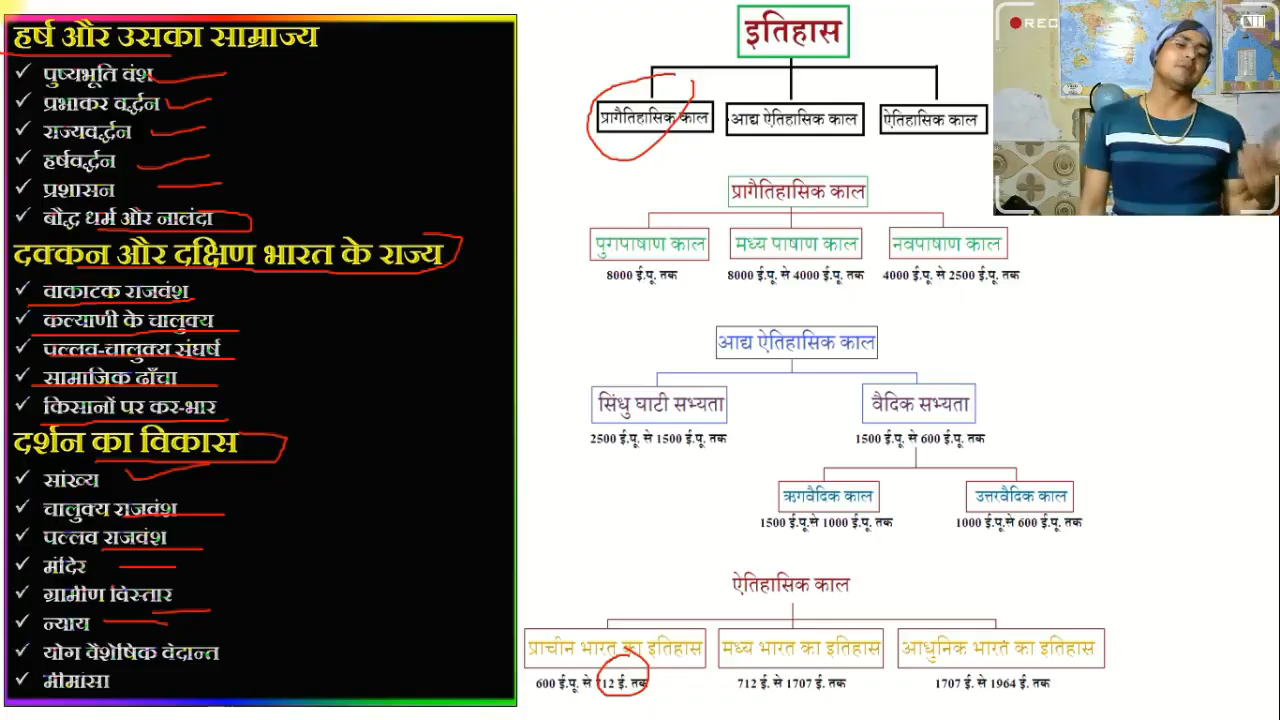 हर्ष और उसका साम्राज्य
पुष्यभूति वंश
प्रभाकर वर्द्धन
राज्यवर्द्धन
हर्षवर्द्धन
प्रशासन
बौद्ध धर्म और नालंदा
दक्कन और दक्षिण भारत के राज्य
वाकाटक राजवंश
कल्याणी के चालुक्य
पल्लव-चालुक्य संघर्ष
सामाजिक ढाँचा
किसानों पर कर-भार
दर्शन का विकास
सांख्य
चालुक्य राजवंश
पल्लव राजवंश
मंदिर
ग्रामीण विस्तार
न्याय
योग वैशेषिक वेदान्त
मीमांसा
इतिहास
प्रागैतिहासिक काल
आद्य ऐतिहासिक काल
ऐतिहासिक काल
प्रागैतिहासिक काल
पुरापाषाण काल
मध्य पाषाण काल
नवपाषाण काल
8000 ई.पू. तक
8000 ई.पू. से 4000 ई.पू. तक
4000 ई.पू. से 2500 ई.पू. तक
आद्य ऐतिहासिक काल
सिंधु घाटी सभ्यता
वैदिक सभ्यता
2500 ई.पू. से 1500 ई.पू. तक
1500 ई.पू. से 600 ई.पू. तक
ऋगवैदिक काल
उत्तरवैदिक काल
1500 ई.पू.से 1000 ई.पू. तक
1000 ई.पू.से 600 ई.पू. तक
ऐतिहासिक काल
प्राचीन भारत का इतिहास
मध्य भारत का इतिहास
आधुनिक भारत का इतिहास
600 ई.पू. से 712 ई. तक
712 ई. से 1707 ई. तक
1707 ई. से 1964 ई. तक
REC